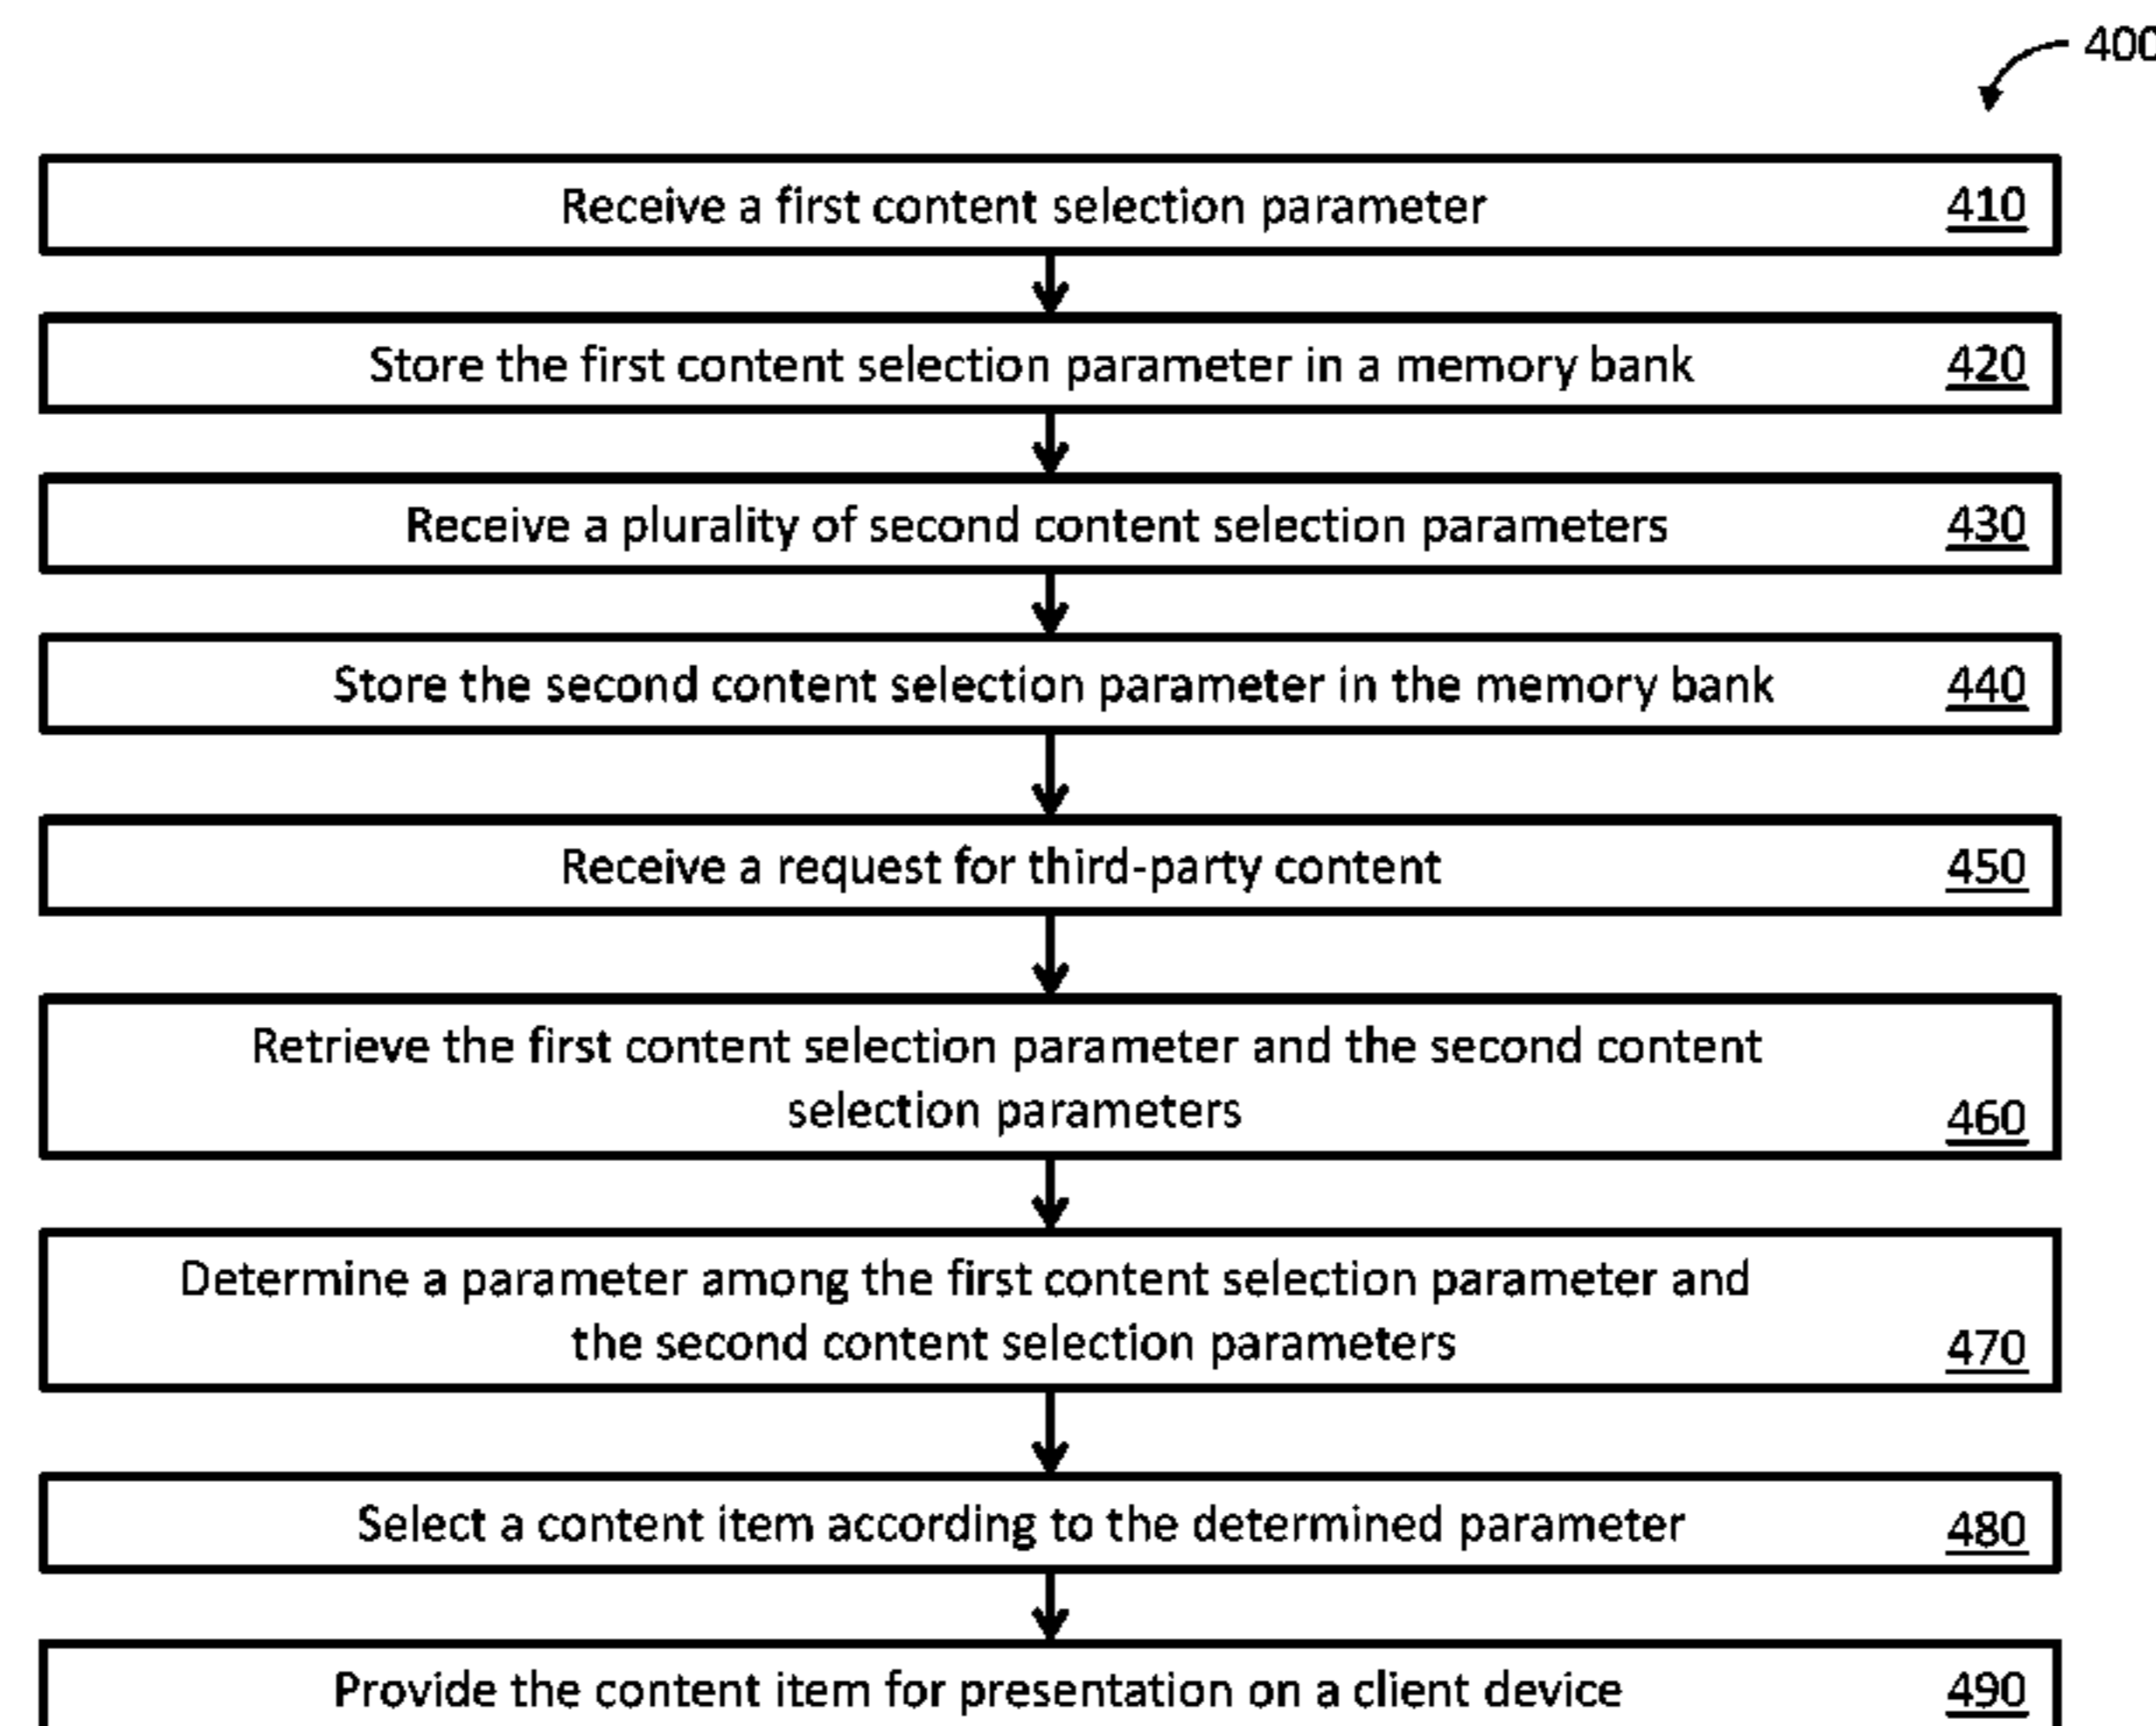 400
Receive a first content selection parameter 410
Store the first content selection parameter in a memory bank 420
Receive a plurality of second content selection parameters 430
Store the second content selection parameter in the memory bank 440
Receive a request for third-party content 450
Retrieve the first content selection parameter and the second content
selection parameters 460
Determine a parameter among the first content selection parameter and
the second content selection parameters 470
Select a content item according to the determined parameter 480
Provide the content item for presentation on a client device 490